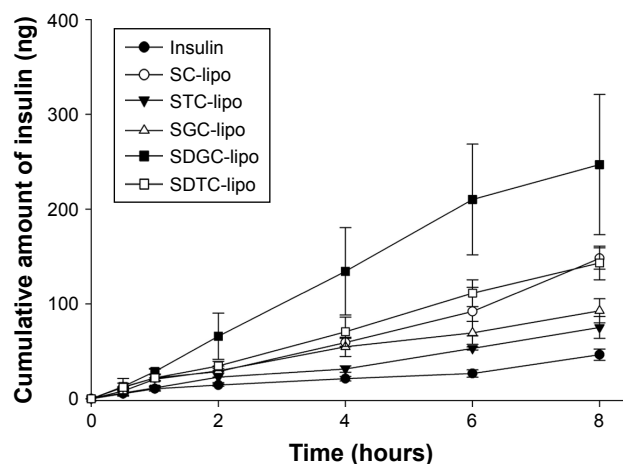 Cumulative amount of insulin (ng)
400
300
200
100
0
Insulin
SC-lipo
STC-lipo
SGC-lipo
SDGC-lipo
SDTC-lipo
0 2 4 6 8
Time (hours)